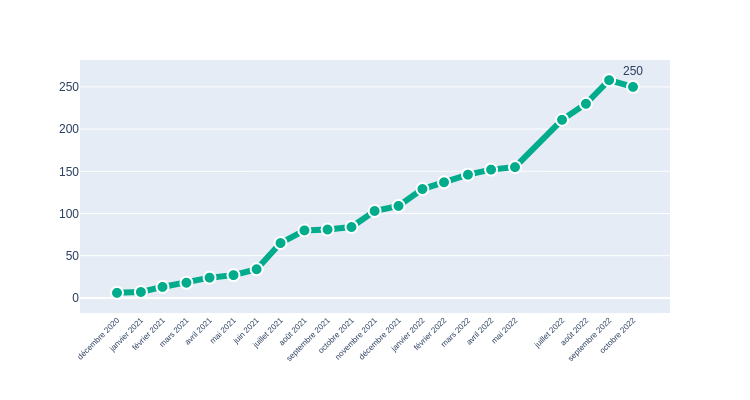 250
250
200
150
100
50
0
décembre 2020
janvier 2021
février 2021
mars 2021
avril 2021
mai 2021
juin 2021
juillet 2021
août 2021
septembre 2021
octobre 2021
novembre 2021
décembre 2021
janvier 2022
février 2022
mars 2022
avril 2022
mai 2022
juillet 2022
août 2022
septembre 2022
octobre 2022